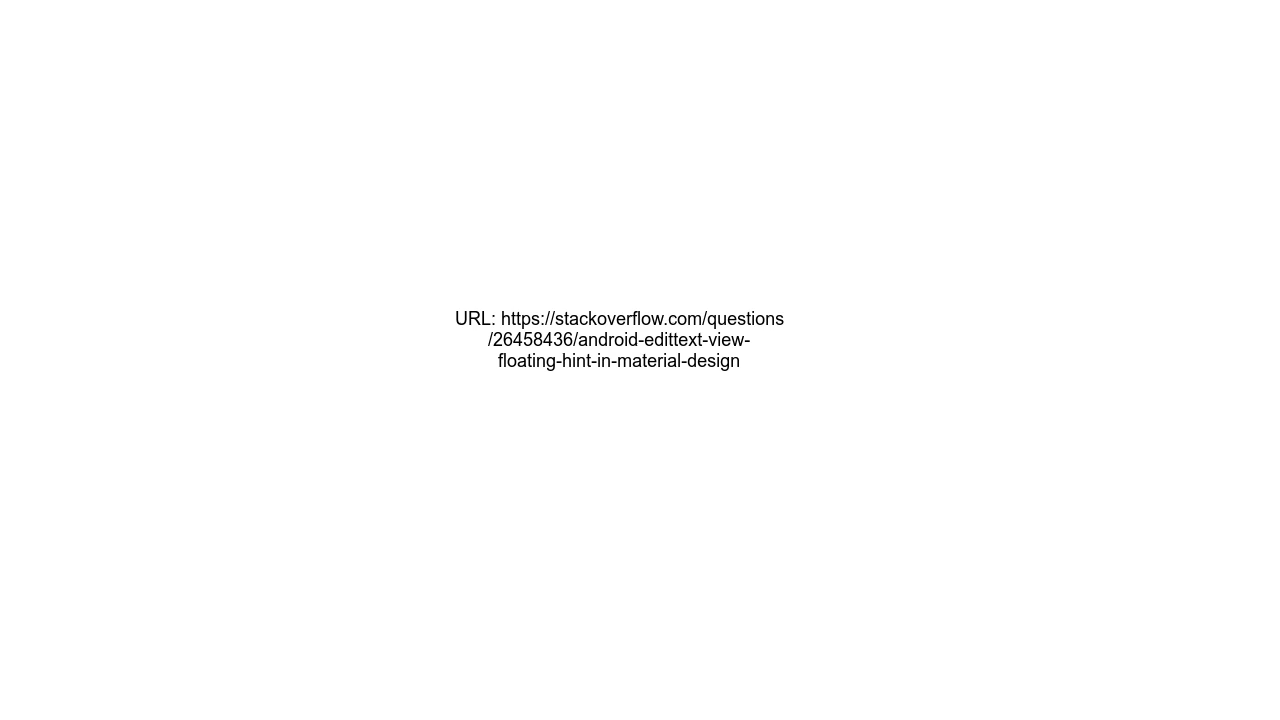 URL: https://stackoverflow.com/questions
/26458436/android-edittext-view-
floating-hint-in-material-design